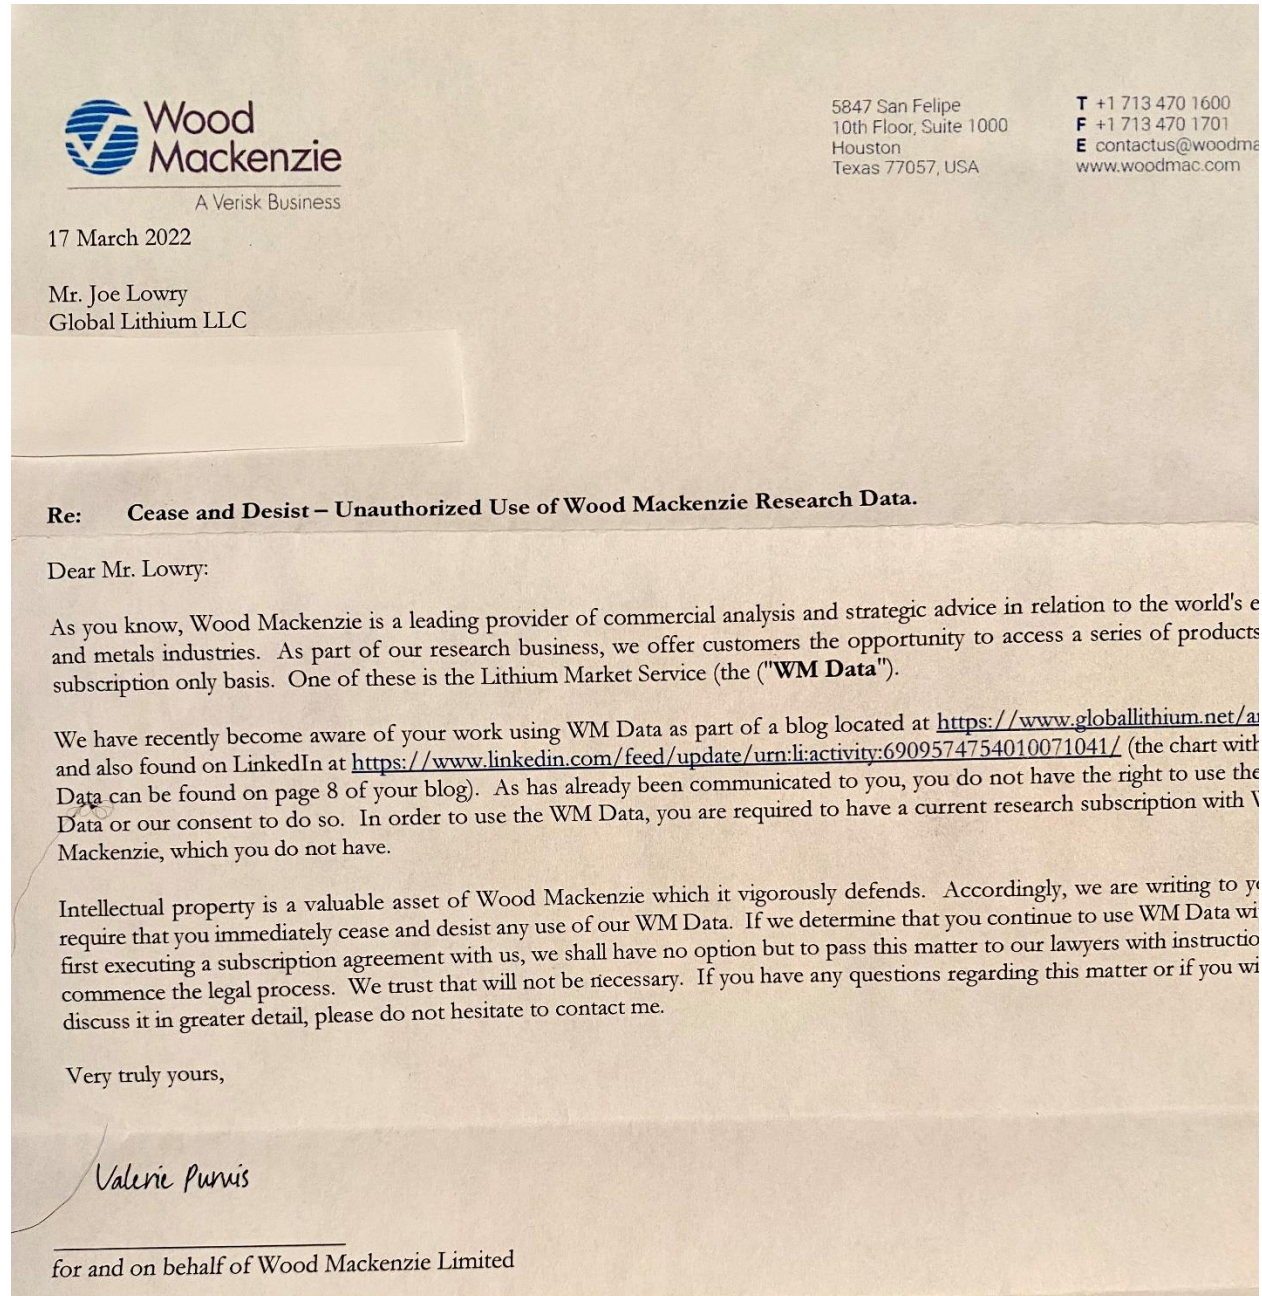 Wood
Mackenzie
A Verisk Business
5847 San Felipe
10th Floor, Suite 1000
Houston
Texas 77057, USA
T +1 713 470 1600
F +1 713 470 1701
E contactus@woodma
www.woodmac.com
17 March 2022
Mr. Joe Lowry
Global Lithium LLC
Re: Cease and Desist – Unauthorized Use of Wood Mackenzie Research Data.
Dear Mr. Lowry:
As you know, Wood Mackenzie is a leading provider of commercial analysis and strategic advice in relation to the world's e
and metals industries. As part of our research business, we offer customers the opportunity to access a series of products
subscription only basis. One of these is the Lithium Market Service (the ("WM Data").
We have recently become aware of your work using WM Data as part of a blog located at https://www.globallithium.net/a
and also found on LinkedIn at https://www.linkedin.com/feed/update/urn:li:activity:6909574754010071041/ (the chart with
Data can be found on page 8 of your blog). As has already been communicated to you, you do not have the right to use the
Data or our consent to do so. In order to use the WM Data, you are required to have a current research subscription with
Mackenzie, which you do not have.
Intellectual property is a valuable asset of Wood Mackenzie which it vigorously defends. Accordingly, we are writing to y
require that you immediately cease and desist any use of our WM Data. If we determine that you continue to use WM Data wi
first executing a subscription agreement with us, we shall have no option but to pass this matter to our lawyers with instructio
commence the legal process. We trust that will not be necessary. If you have any questions regarding this matter or if you wi
discuss it in greater detail, please do not hesitate to contact me.
Very truly yours,
Valerie Purvis
for and on behalf of Wood Mackenzie Limited